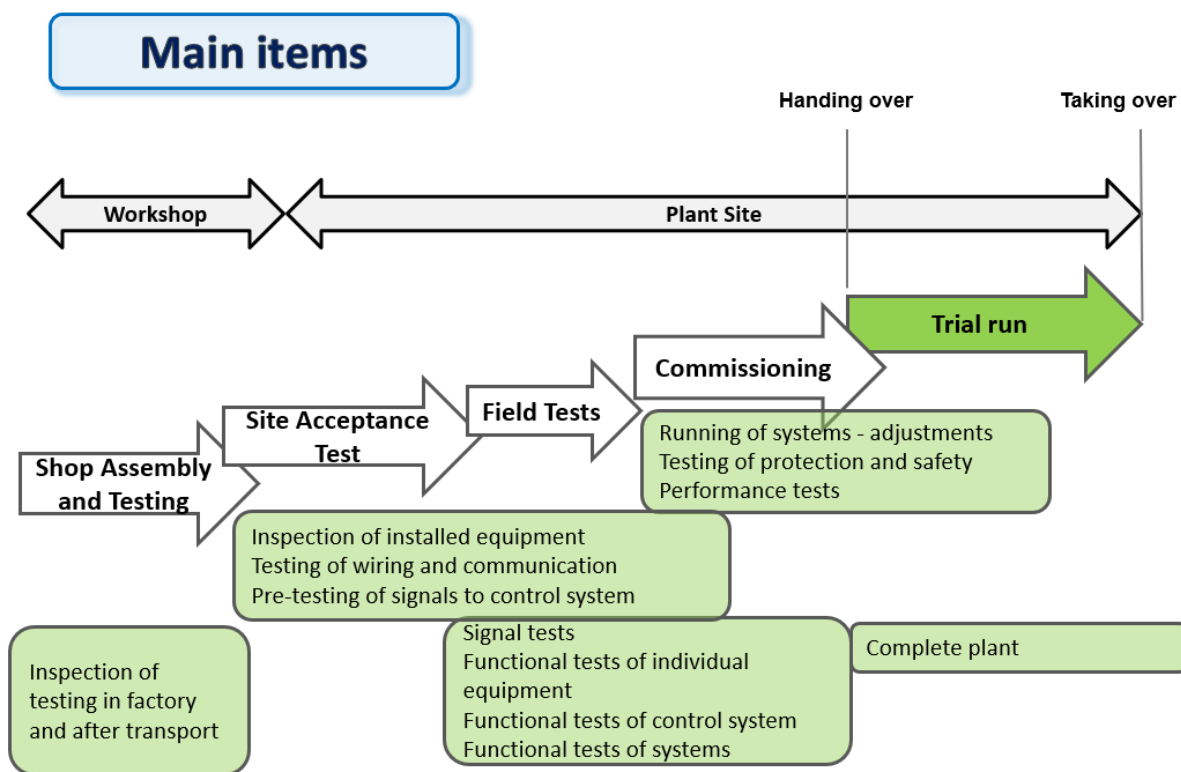 Main items
Handing over
Taking over
Workshop
Plant Site
Trial run
Commissioning
Field Tests
Site Acceptance
Test
Shop Assembly
and Testing
Running of systems - adjustments
Testing of protection and safety
Performance tests
Inspection of installed equipment
Testing of wiring and communication
Pre-testing of signals to control system
Signal tests
Functional tests of individual
equipment
Functional tests of control system
Functional tests of systems
Complete plant
Inspection of
testing in factory
and after transport